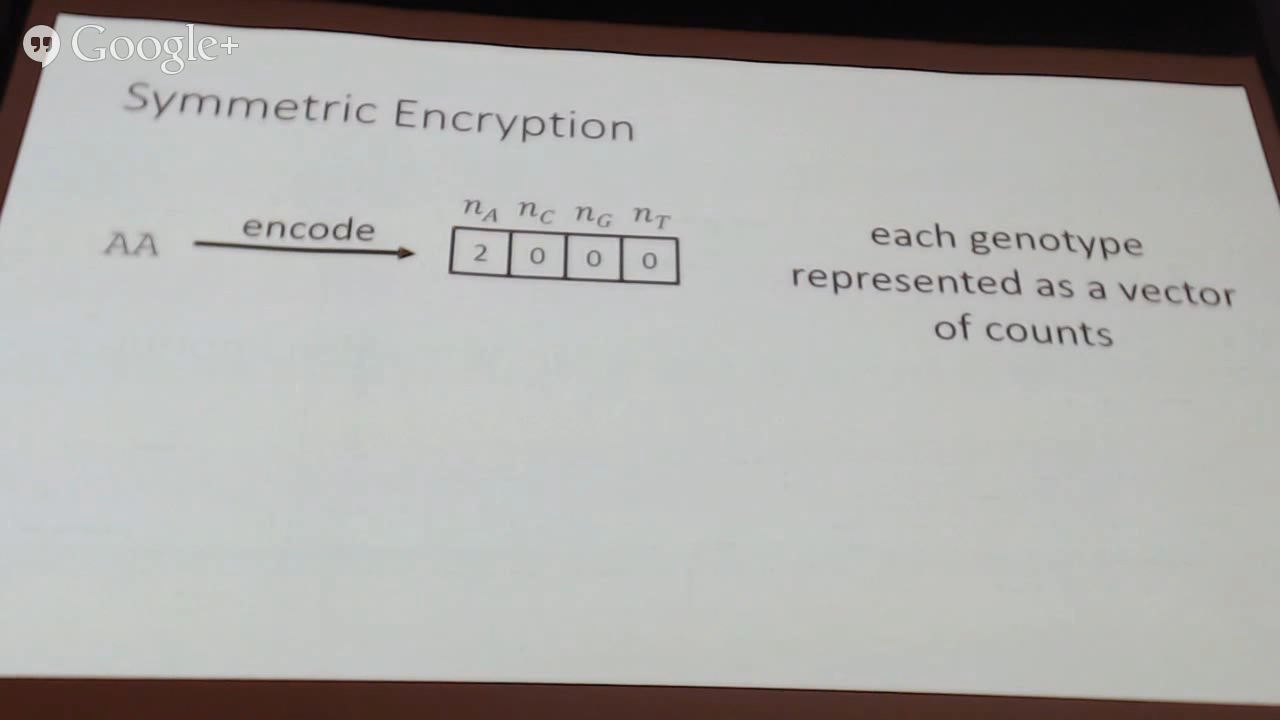 Google+
Symmetric Encryption
n_A n_C n_G n_T
AA encode 2 0 0 0
each genotype
represented as a vector
of counts